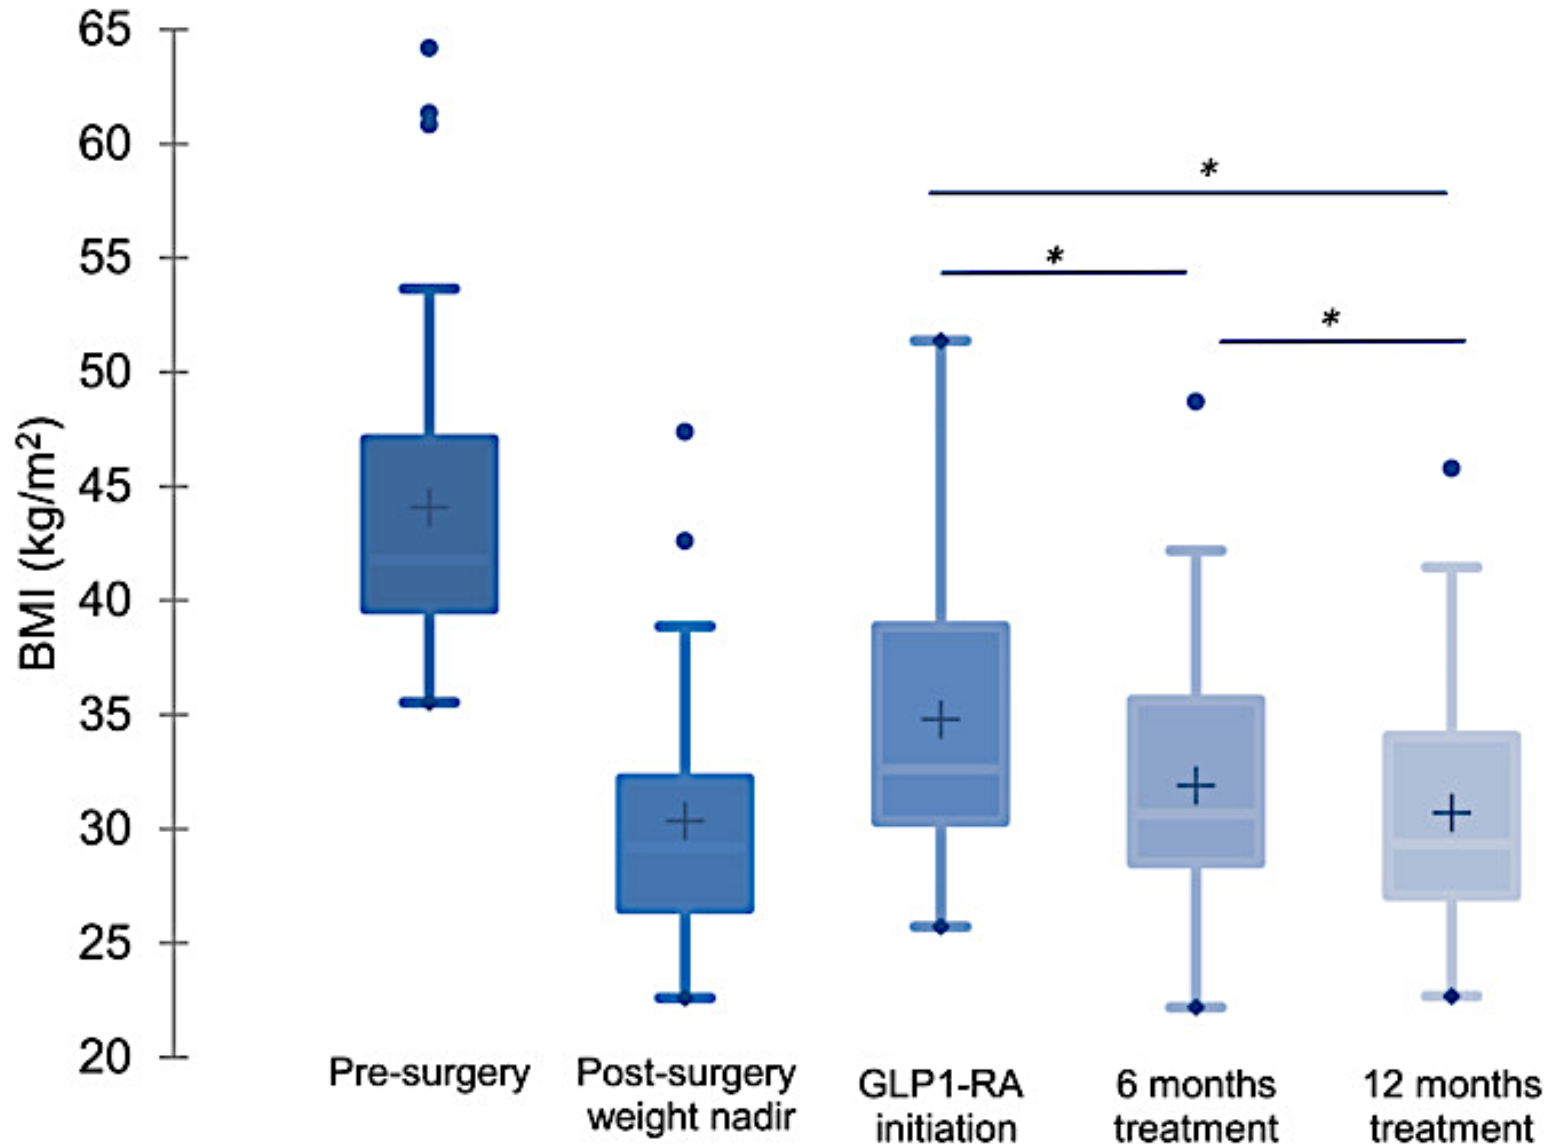 65
60
55
50
45
40
35
30
25
20
BMI (kg/m²)
*
*
*
Pre-surgery
Post-surgery
weight nadir
GLP1-RA
initiation
6 months
treatment
12 months
treatment